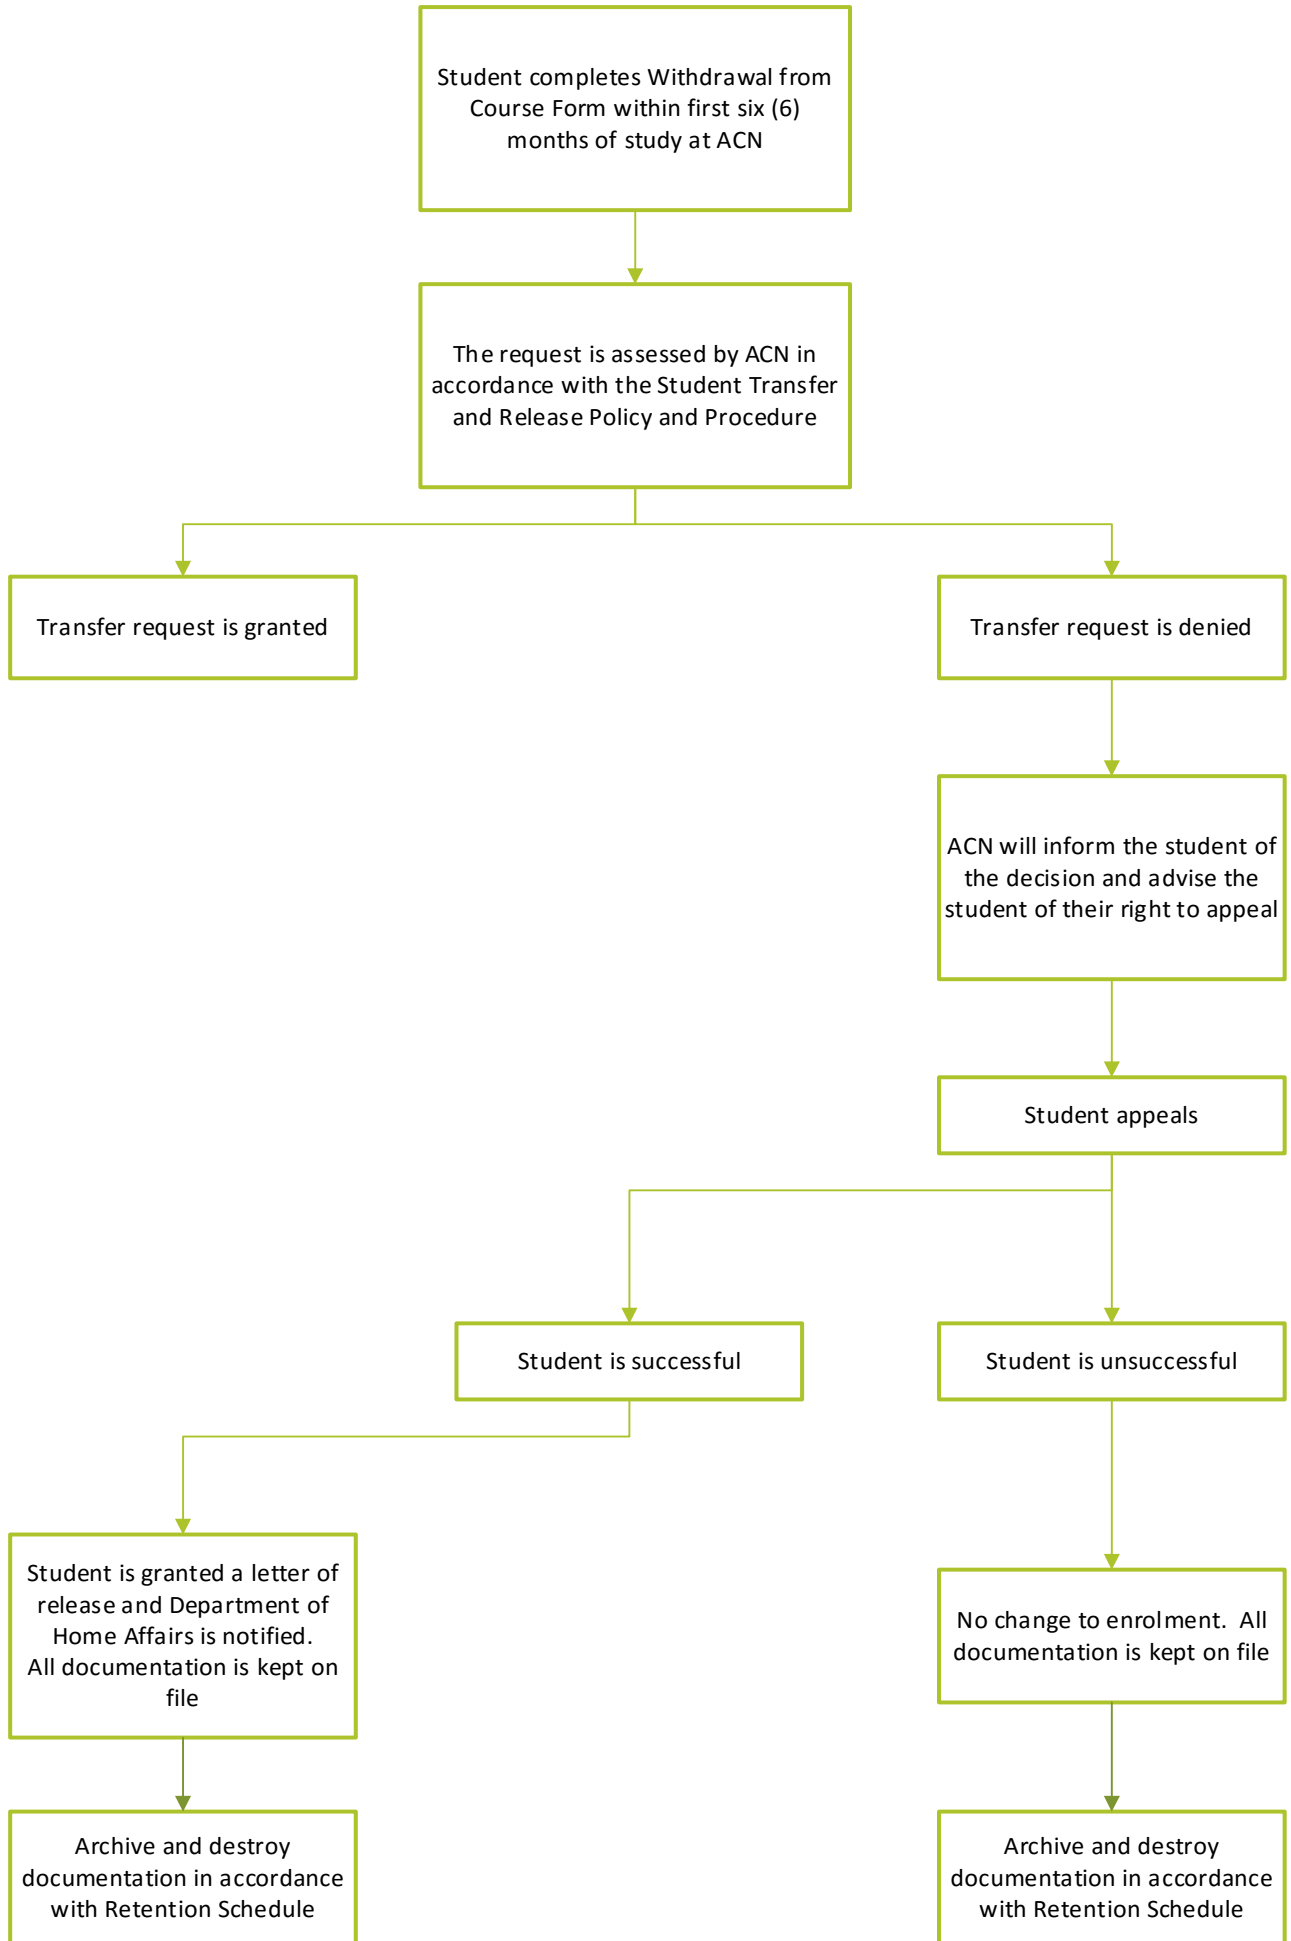 Student completes Withdrawal from
Course Form within first six (6)
months of study at ACN
The request is assessed by ACN in
accordance with the Student Transfer
and Release Policy and Procedure
Transfer request is granted
Transfer request is denied
ACN will inform the student of
the decision and advise the
student of their right to appeal
Student appeals
Student is successful
Student is unsuccessful
Student is granted a letter of
release and Department of
Home Affairs is notified.
All documentation is kept on
file
No change to enrolment.  All
documentation is kept on file
Archive and destroy
documentation in accordance
with Retention Schedule
Archive and destroy
documentation in accordance
with Retention Schedule